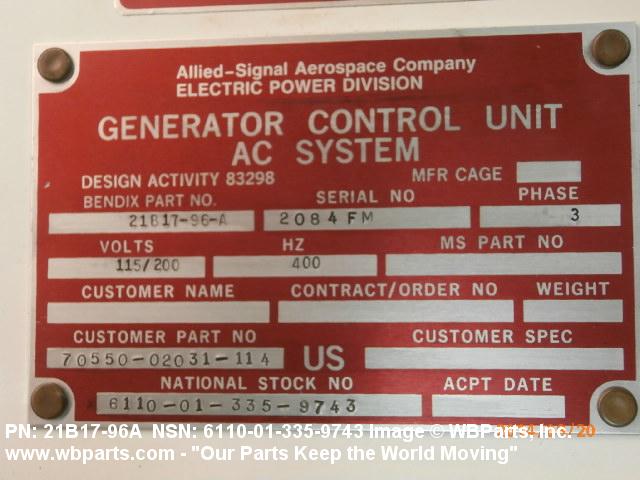 Allied-Signal Aerospace Company
ELECTRIC POWER DIVISION
GENERATOR CONTROL UNIT
AC SYSTEM
DESIGN ACTIVITY 83298 MFR CAGE
BENDIX PART NO. SERIAL NO PHASE
21B17-96-A 2084FM 3
VOLTS HZ MS PART NO
115/200 400
CUSTOMER NAME CONTRACT/ORDER NO WEIGHT
CUSTOMER PART NO US CUSTOMER SPEC
70550-02031-114
NATIONAL STOCK NO ACPT DATE
6110-01-335-9743
PN: 21B17-96A NSN: 6110-01-335-9743 Image © WBParts, Inc.
www.wbparts.com - "Our Parts Keep the World Moving"